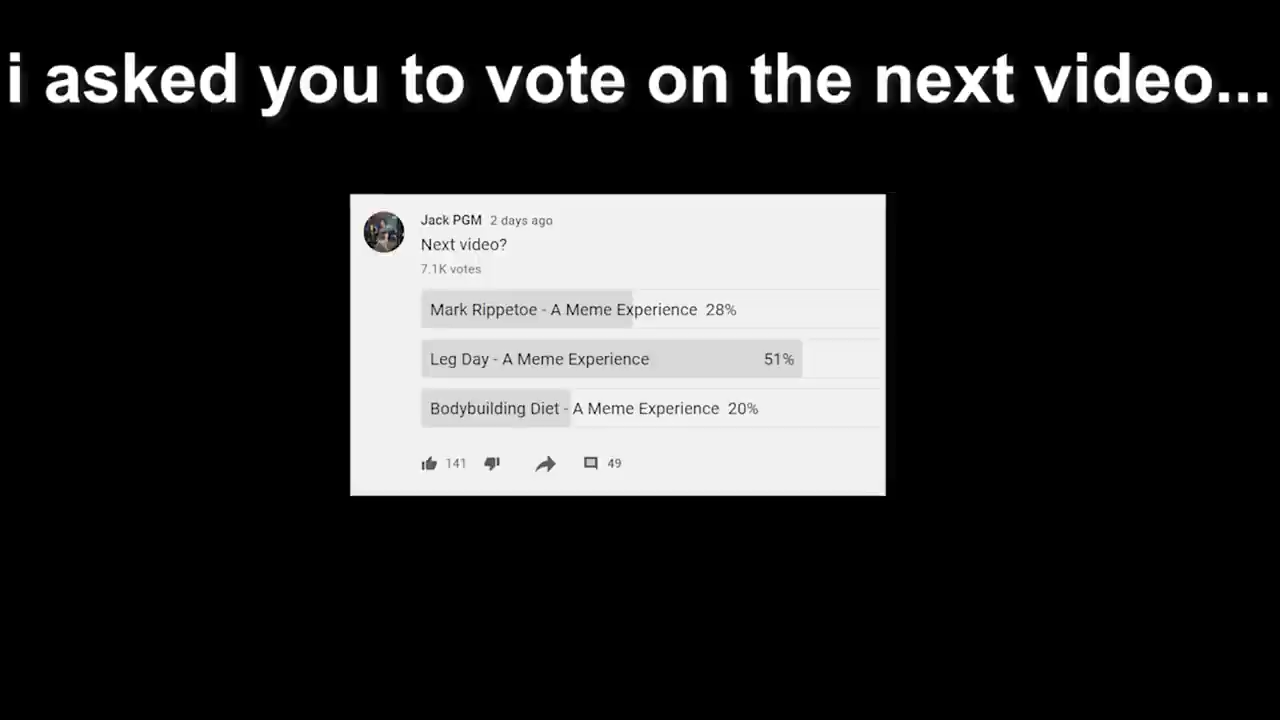 i asked you to vote on the next video...
Jack PGM 2 days ago
Next video?
7.1K votes
Mark Rippetoe - A Meme Experience 28%
Leg Day - A Meme Experience 51%
Bodybuilding Diet - A Meme Experience 20%
141 49